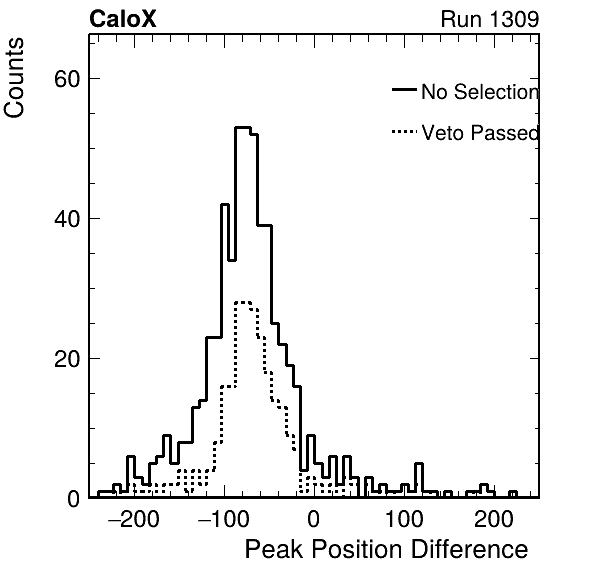 CaloX Run 1309
Counts
60
40
20
0
No Selection
Veto Passed
−200 −100 0 100 200
Peak Position Difference